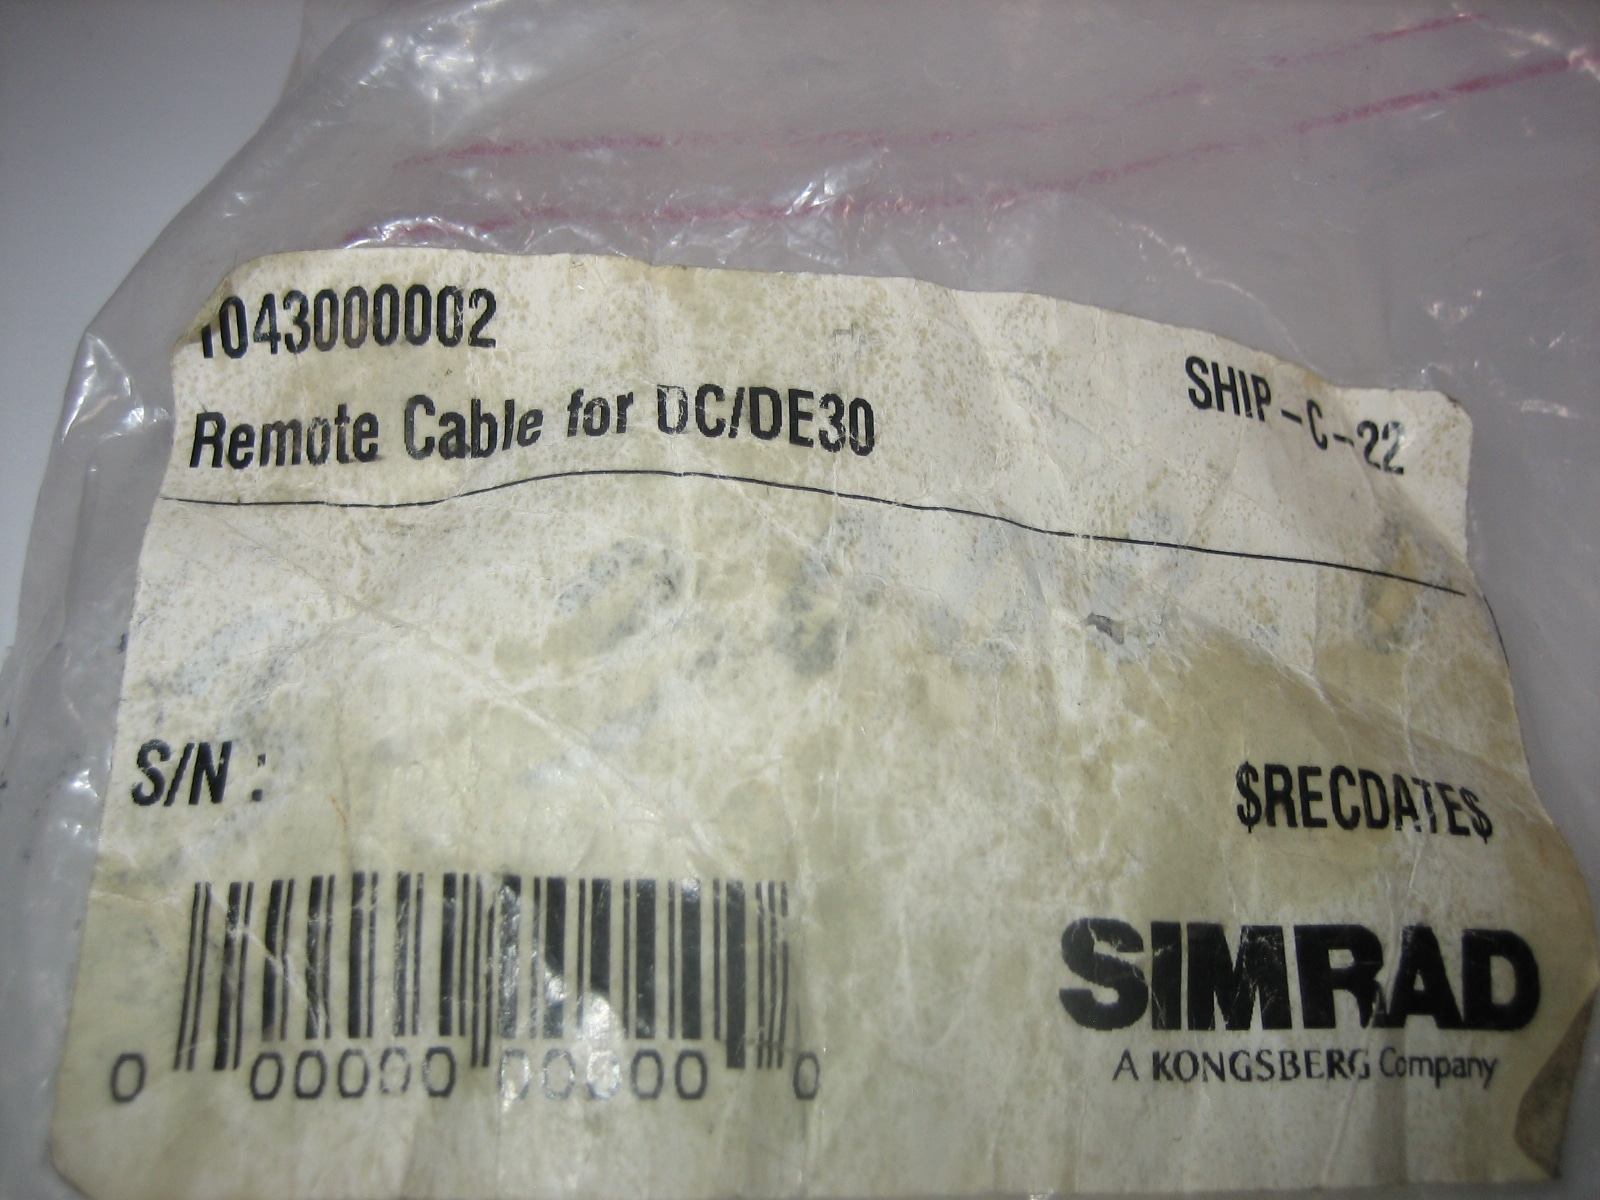 1043000002
Remote Cable for DC/DE30
SHIP-C-22
S/N :
$RECDATE$
0 00000 00000 0
SIMRAD
A KONGSBERG Company